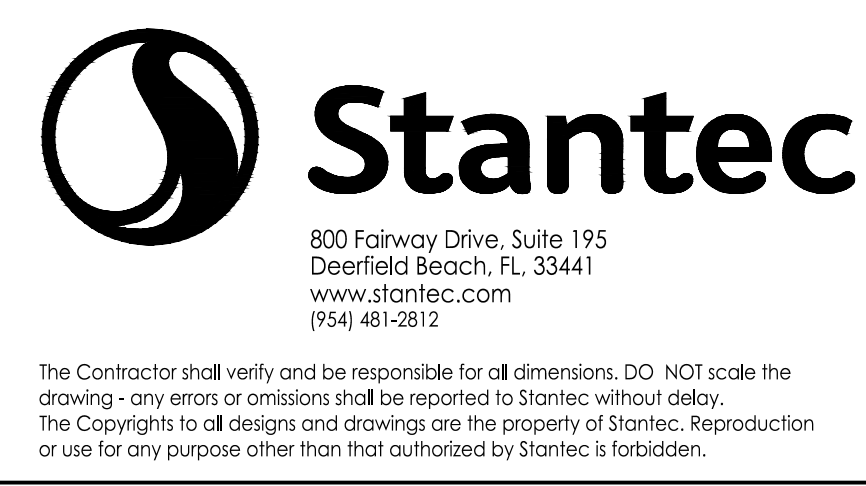 Stantec
800 Fairway Drive, Suite 195
Deerfield Beach, FL, 33441
www.stantec.com
(954) 481-2812
The Contractor shall verify and be responsible for all dimensions. DO  NOT scale the
drawing - any errors or omissions shall be reported to Stantec without delay.
The Copyrights to all designs and drawings are the property of Stantec. Reproduction
or use for any purpose other than that authorized by Stantec is forbidden.